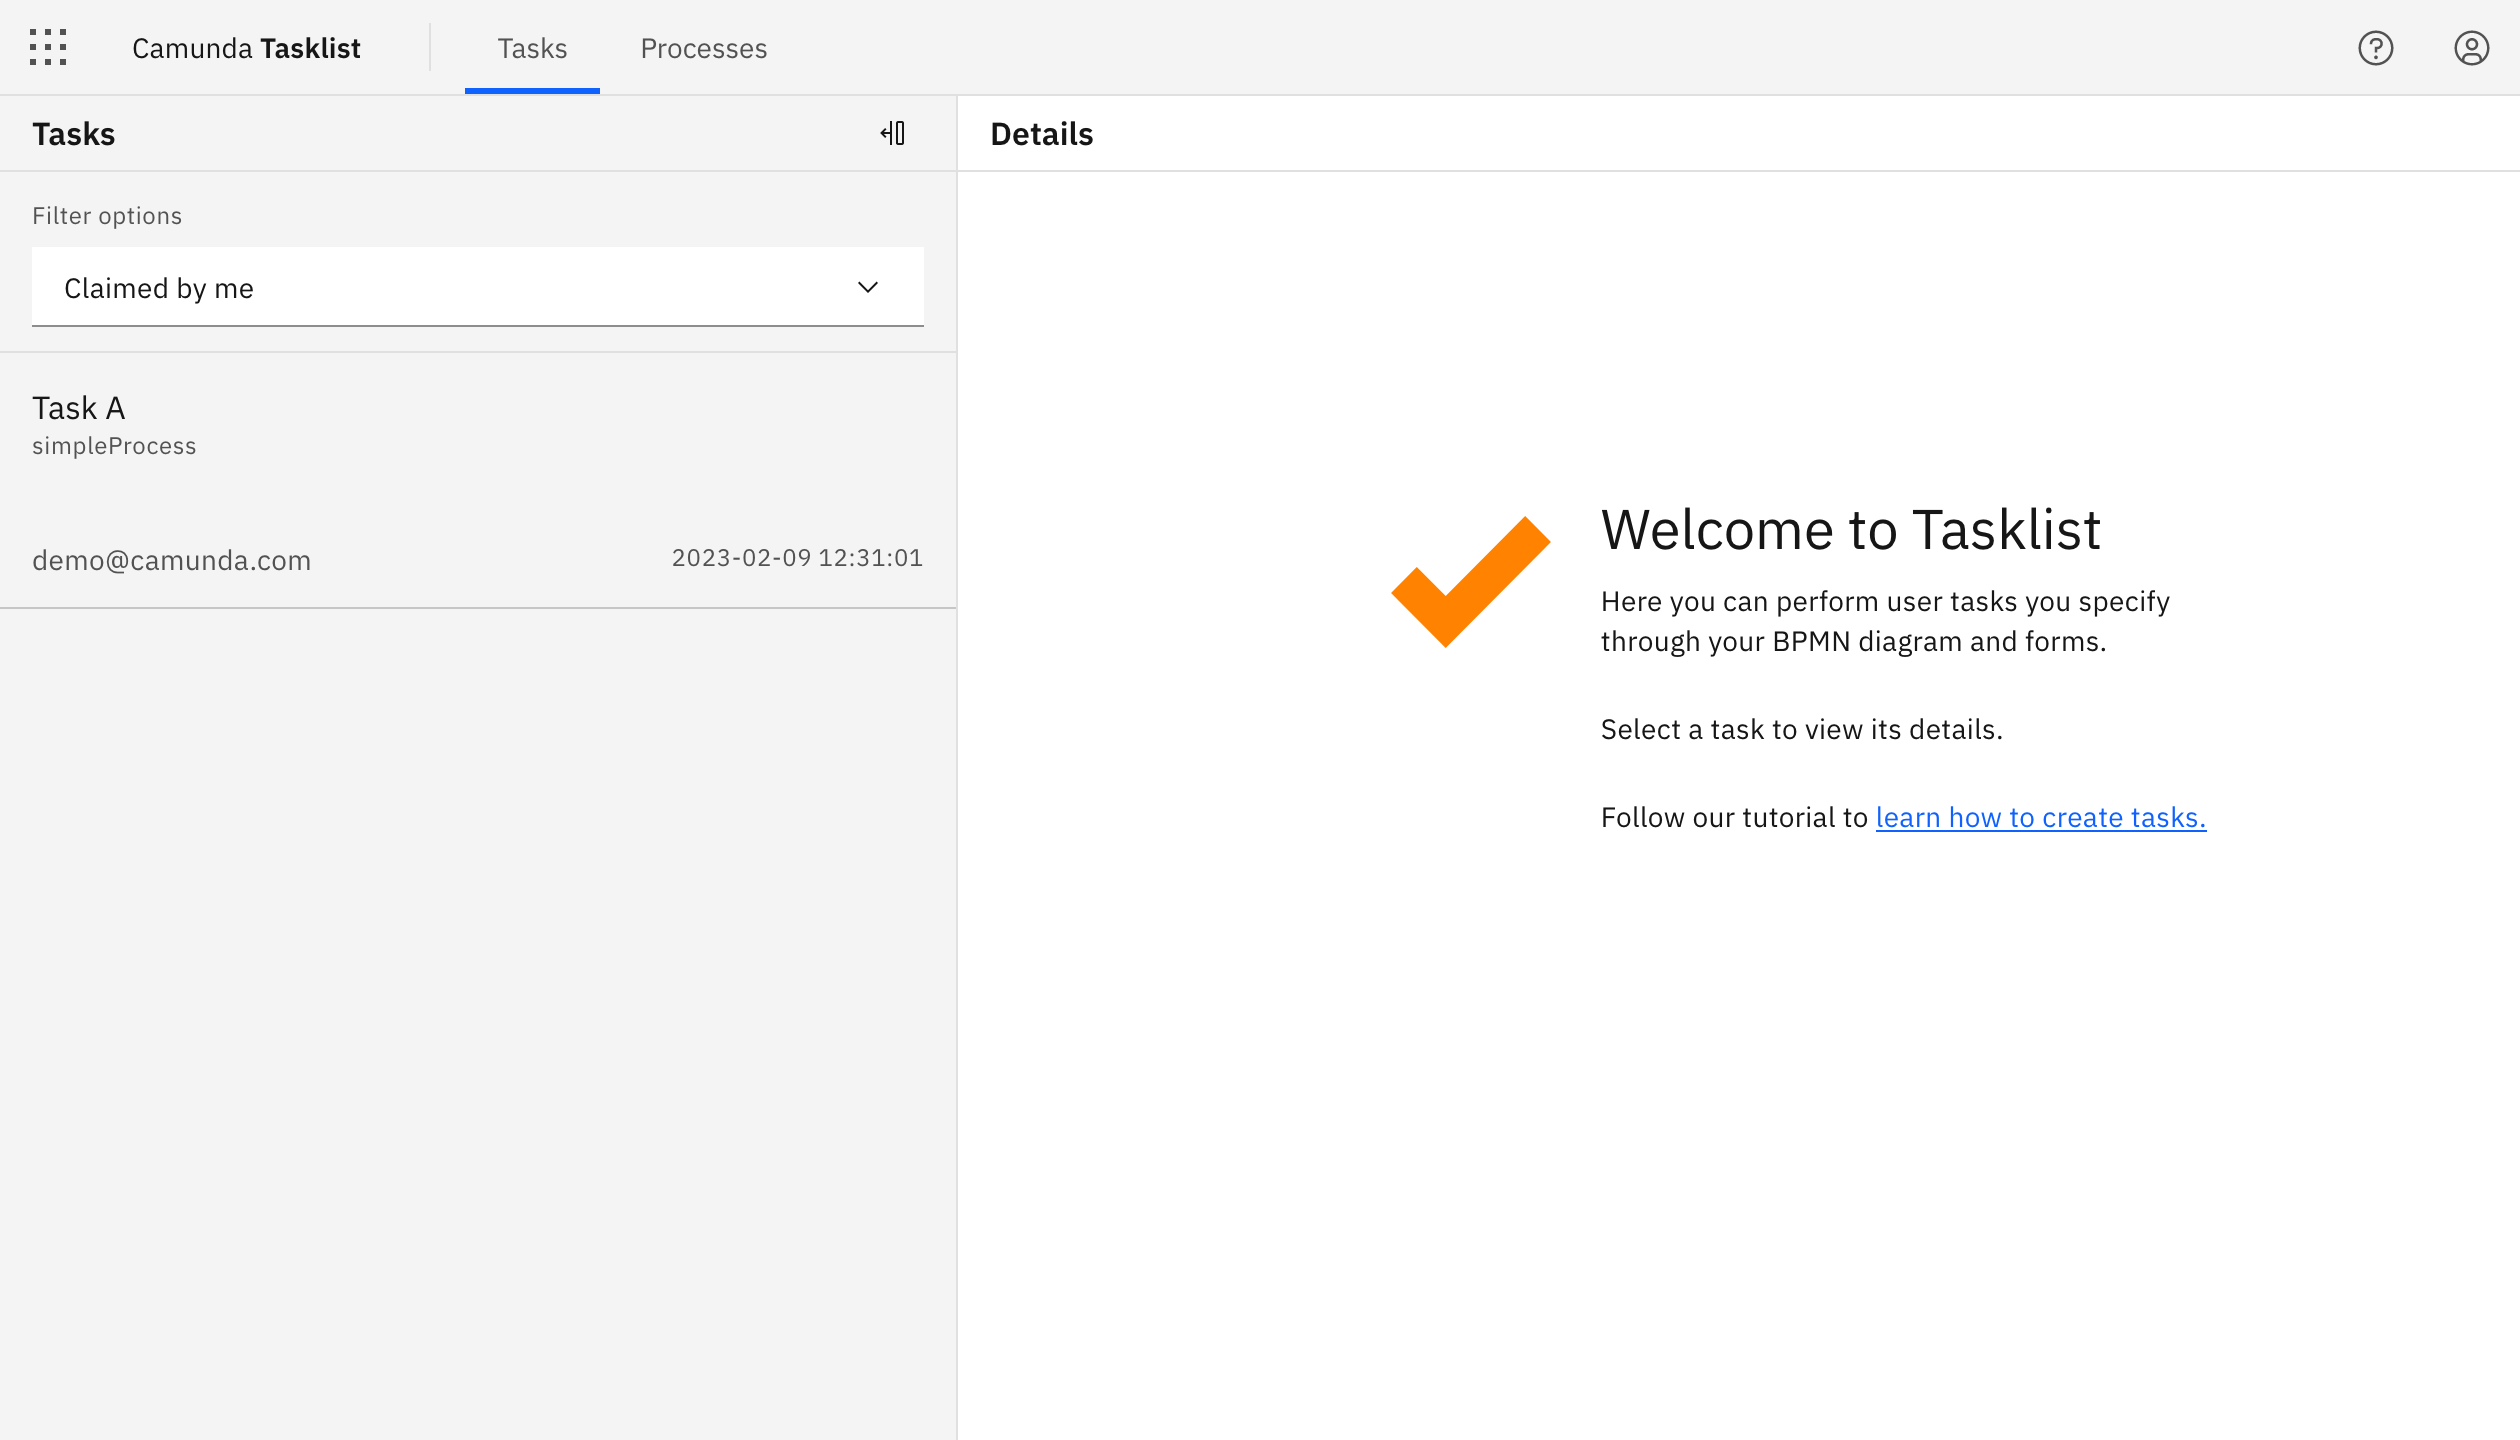 Camunda Tasklist
Tasks
Processes
Tasks
Details
Filter options
Claimed by me
Task A
simpleProcess
demo@camunda.com
2023-02-09 12:31:01
Welcome to Tasklist
Here you can perform user tasks you specify
through your BPMN diagram and forms.
Select a task to view its details.
Follow our tutorial to learn how to create tasks.